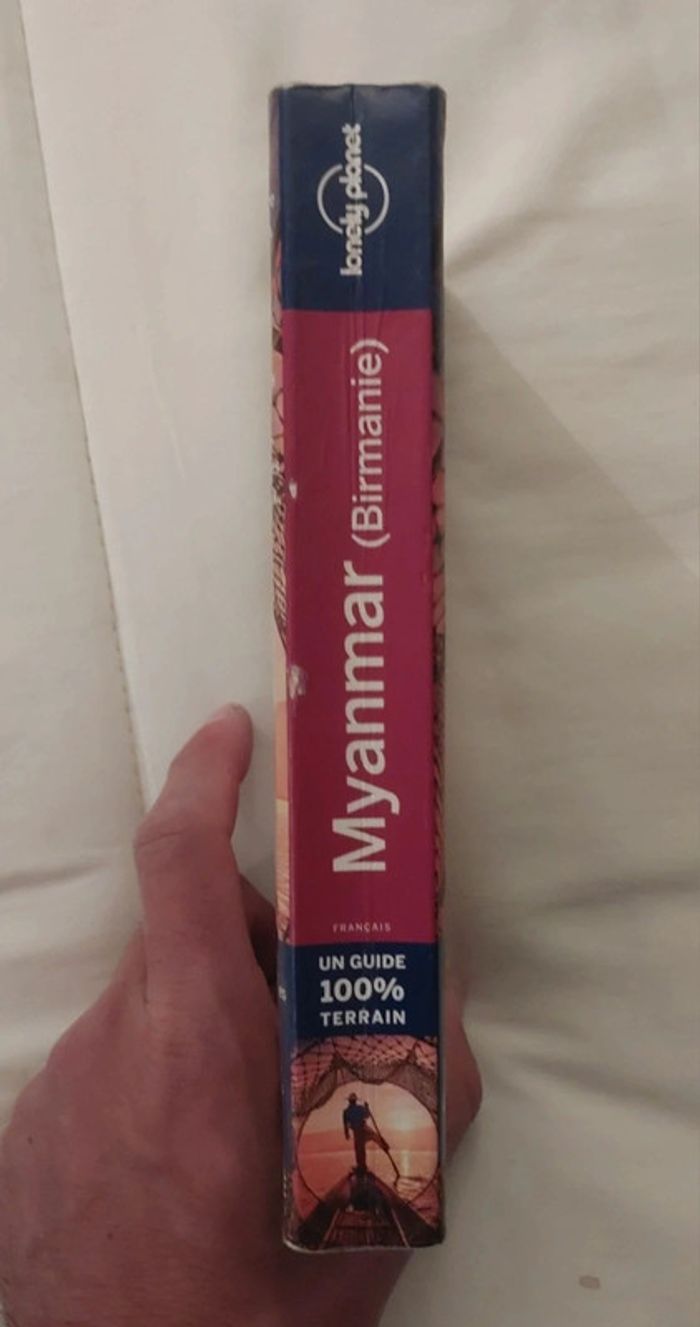 lonely planet
Myanmar (Birmanie)
FRANÇAIS
UN GUIDE
100%
TERRAIN